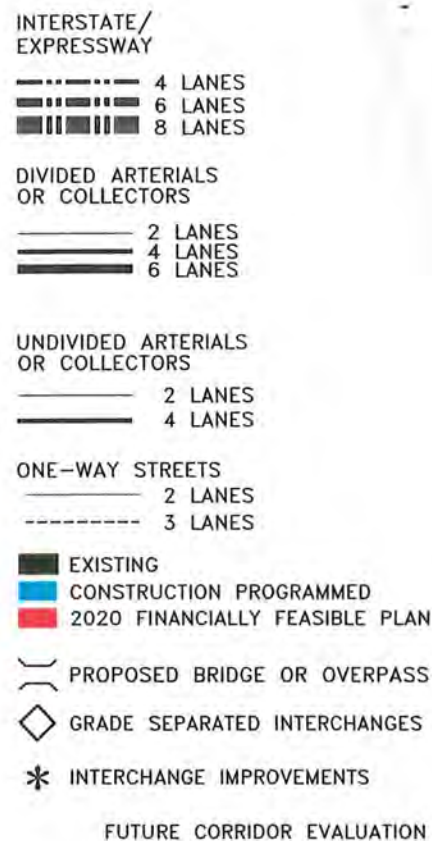 INTERSTATE/
EXPRESSWAY
4 LANES
6 LANES
8 LANES
DIVIDED ARTERIALS
OR COLLECTORS
2 LANES
4 LANES
6 LANES
UNDIVIDED ARTERIALS
OR COLLECTORS
2 LANES
4 LANES
ONE-WAY STREETS
2 LANES
3 LANES
EXISTING
CONSTRUCTION PROGRAMMED
2020 FINANCIALLY FEASIBLE PLAN
PROPOSED BRIDGE OR OVERPASS
GRADE SEPARATED INTERCHANGES
INTERCHANGE IMPROVEMENTS
FUTURE CORRIDOR EVALUATION